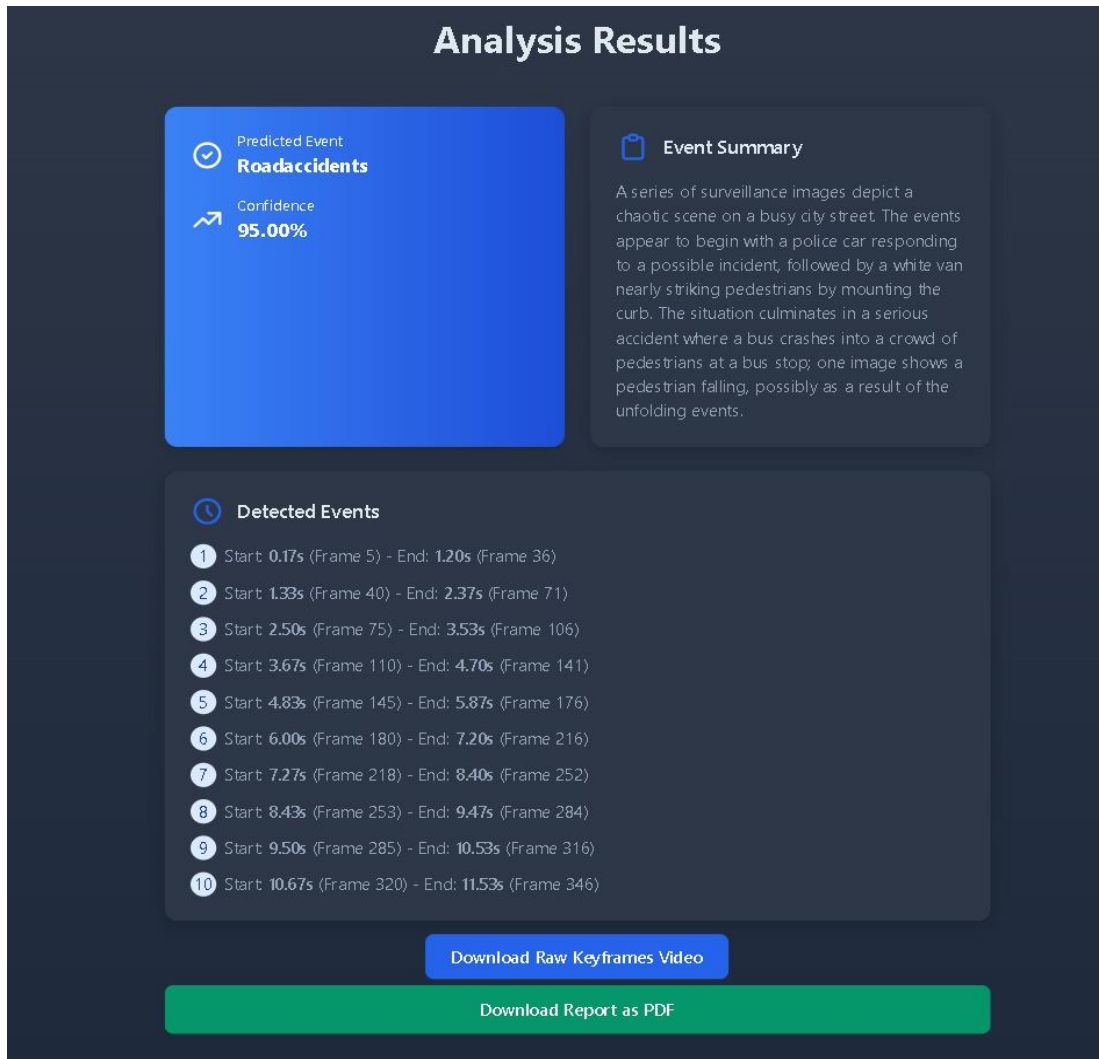 Analysis Results
Predicted Event
Roadaccidents
Confidence
95.00%
Event Summary
A series of surveillance images depict a
chaotic scene on a busy city street. The events
appear to begin with a police car responding
to a possible incident, followed by a white van
nearly striking pedestrians by mounting the
curb. The situation culminates in a serious
accident where a bus crashes into a crowd of
pedestrians at a bus stop; one image shows a
pedestrian falling, possibly as a result of the
unfolding events.
Detected Events
1 Start: 0.17s (Frame 5) - End: 1.20s (Frame 36)
2 Start: 1.33s (Frame 40) - End: 2.37s (Frame 71)
3 Start: 2.50s (Frame 75) - End: 3.53s (Frame 106)
4 Start: 3.67s (Frame 110) - End: 4.70s (Frame 141)
5 Start: 4.83s (Frame 145) - End: 5.87s (Frame 176)
6 Start: 6.00s (Frame 180) - End: 7.20s (Frame 216)
7 Start: 7.27s (Frame 218) - End: 8.40s (Frame 252)
8 Start: 8.43s (Frame 253) - End: 9.47s (Frame 284)
9 Start: 9.50s (Frame 285) - End: 10.53s (Frame 316)
10 Start: 10.67s (Frame 320) - End: 11.53s (Frame 346)
Download Raw Keyframes Video
Download Report as PDF